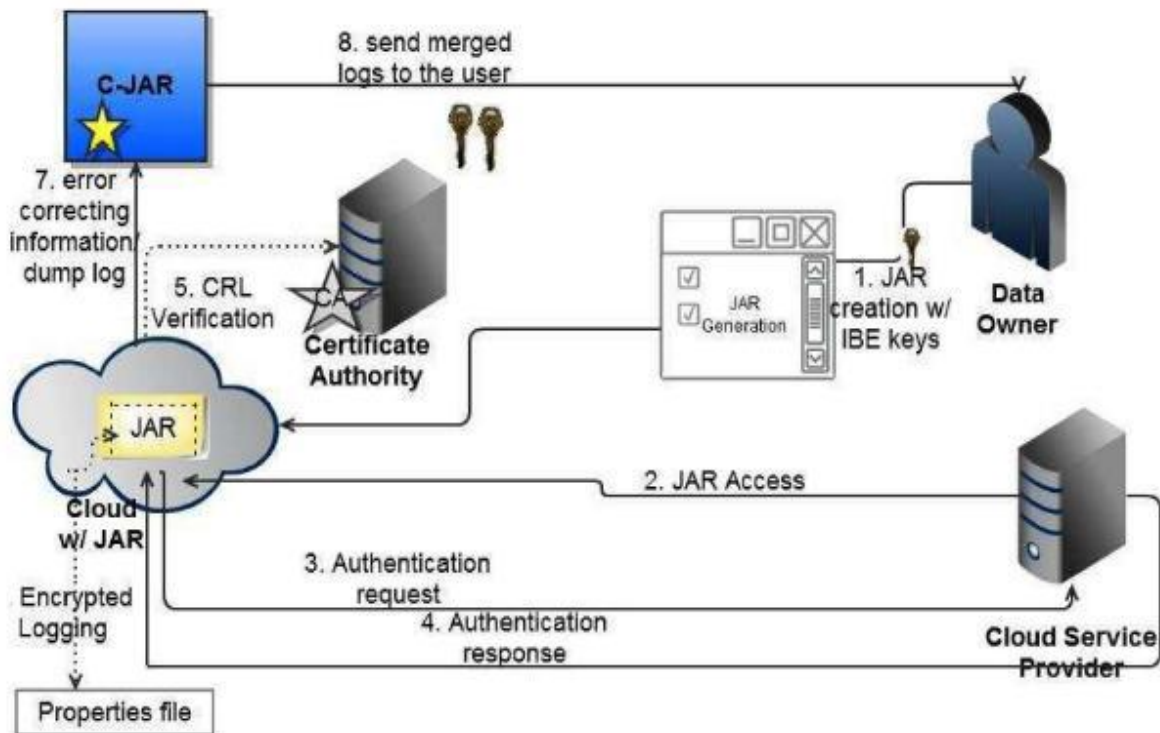 8. send merged
logs to the user
C-JAR
7. error
correcting
information/
dump log
5. CRL
Verification
CA
Certificate
Authority
JAR
Generation
1. JAR
creation w/
IBE keys
Data
Owner
JAR
Cloud
w/ JAR
2. JAR Access
3. Authentication
request
4. Authentication
response
Cloud Service
Provider
. Encrypted
Logging
Properties file